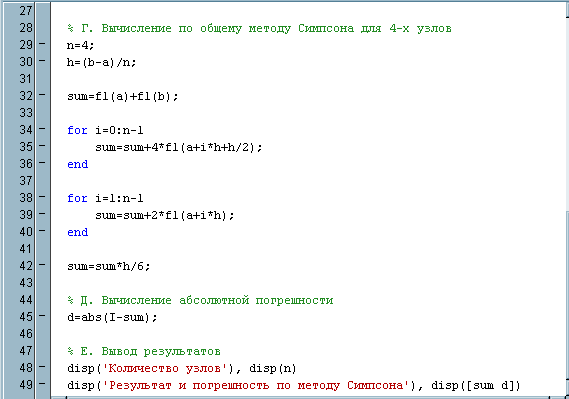 27
28 % Г. Вычисление по общему методу Симпсона для 4-х узлов
29 n=4;
30 h=(b-a)/n;
31
32 sum=f1(a)+f1(b);
33
34 for i=0:n-1
35 sum=sum+4*f1(a+i*h+h/2);
36 end
37
38 for i=1:n-1
39 sum=sum+2*f1(a+i*h);
40 end
41
42 sum=sum*h/6;
43
44 % Д. Вычисление абсолютной погрешности
45 d=abs(I-sum);
46
47 % Е. Вывод результатов
48 disp('Количество узлов'), disp(n)
49 disp('Результат и погрешность по методу Симпсона'), disp([sum d])